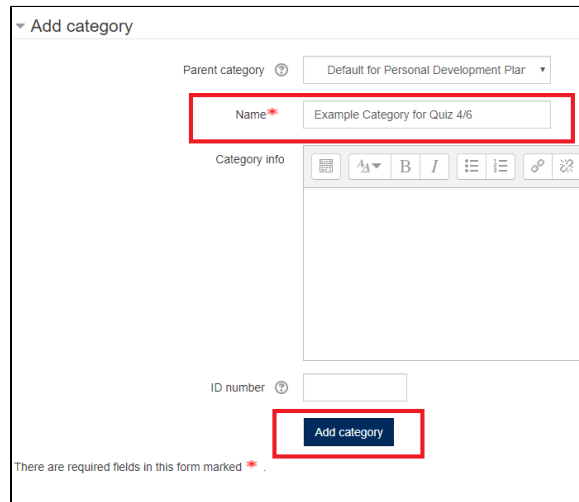 Add category
Parent category Default for Personal Development Plan
Name* Example Category for Quiz 4/6
Category info
B I
ID number
Add category
There are required fields in this form marked * .